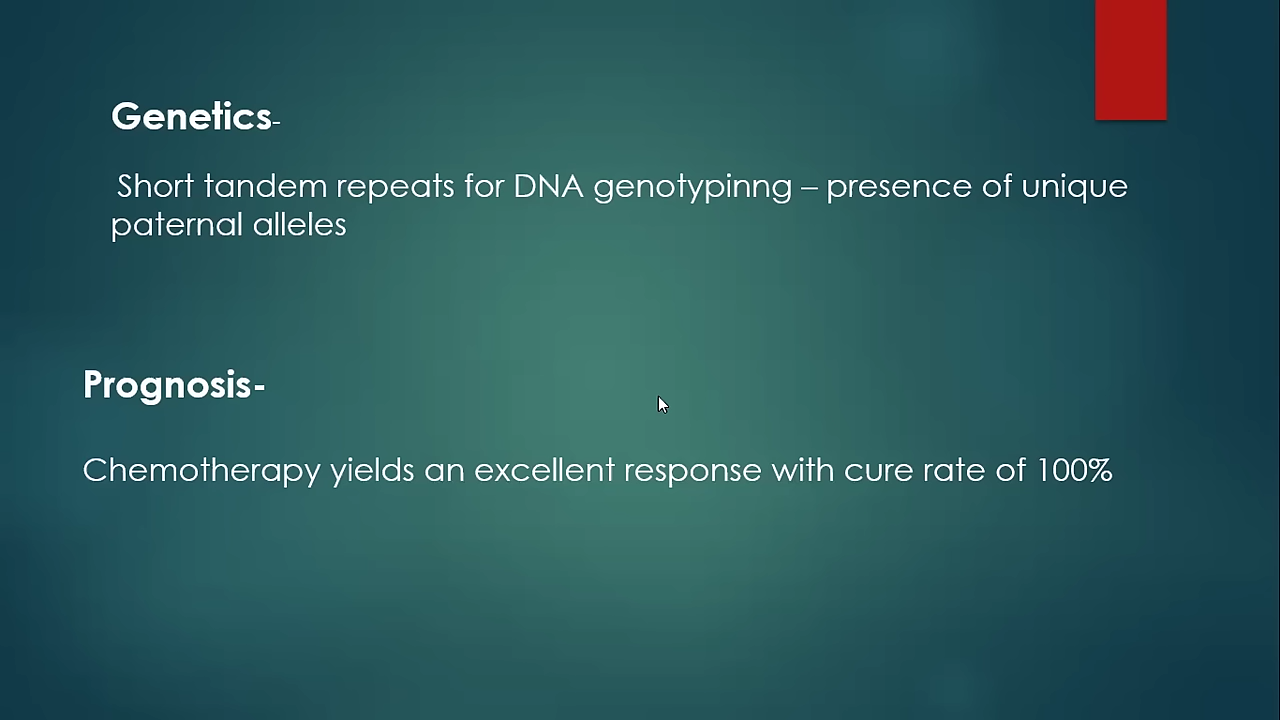 Genetics-
Short tandem repeats for DNA genotypinng – presence of unique
paternal alleles
Prognosis-
Chemotherapy yields an excellent response with cure rate of 100%